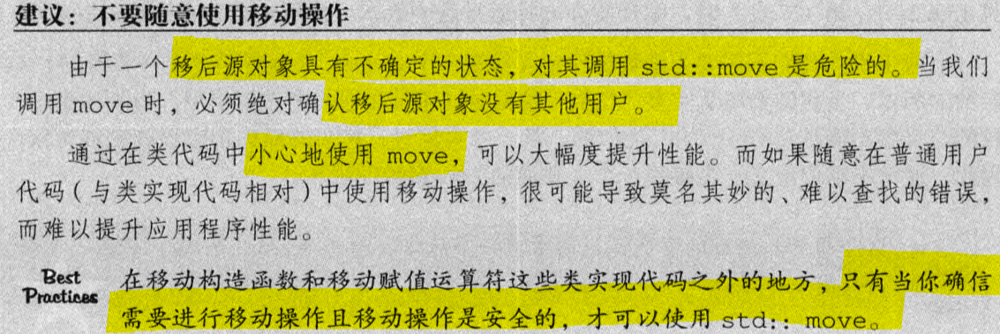 建议：不要随意使用移动操作
由于一个移后源对象具有不确定的状态，对其调用 std::move 是危险的。当我们
调用 move 时，必须绝对确认移后源对象没有其他用户。
通过在类代码中小心地使用 move，可以大幅度提升性能。而如果随意在普通用户
代码（与类实现代码相对）中使用移动操作，很可能导致莫名其妙的、难以查找的错误，
而难以提升应用程序性能。
Best
Practices
在移动构造函数和移动赋值运算符这些类实现代码之外的地方，只有当你确信
需要进行移动操作且移动操作是安全的，才可以使用 std:: move。